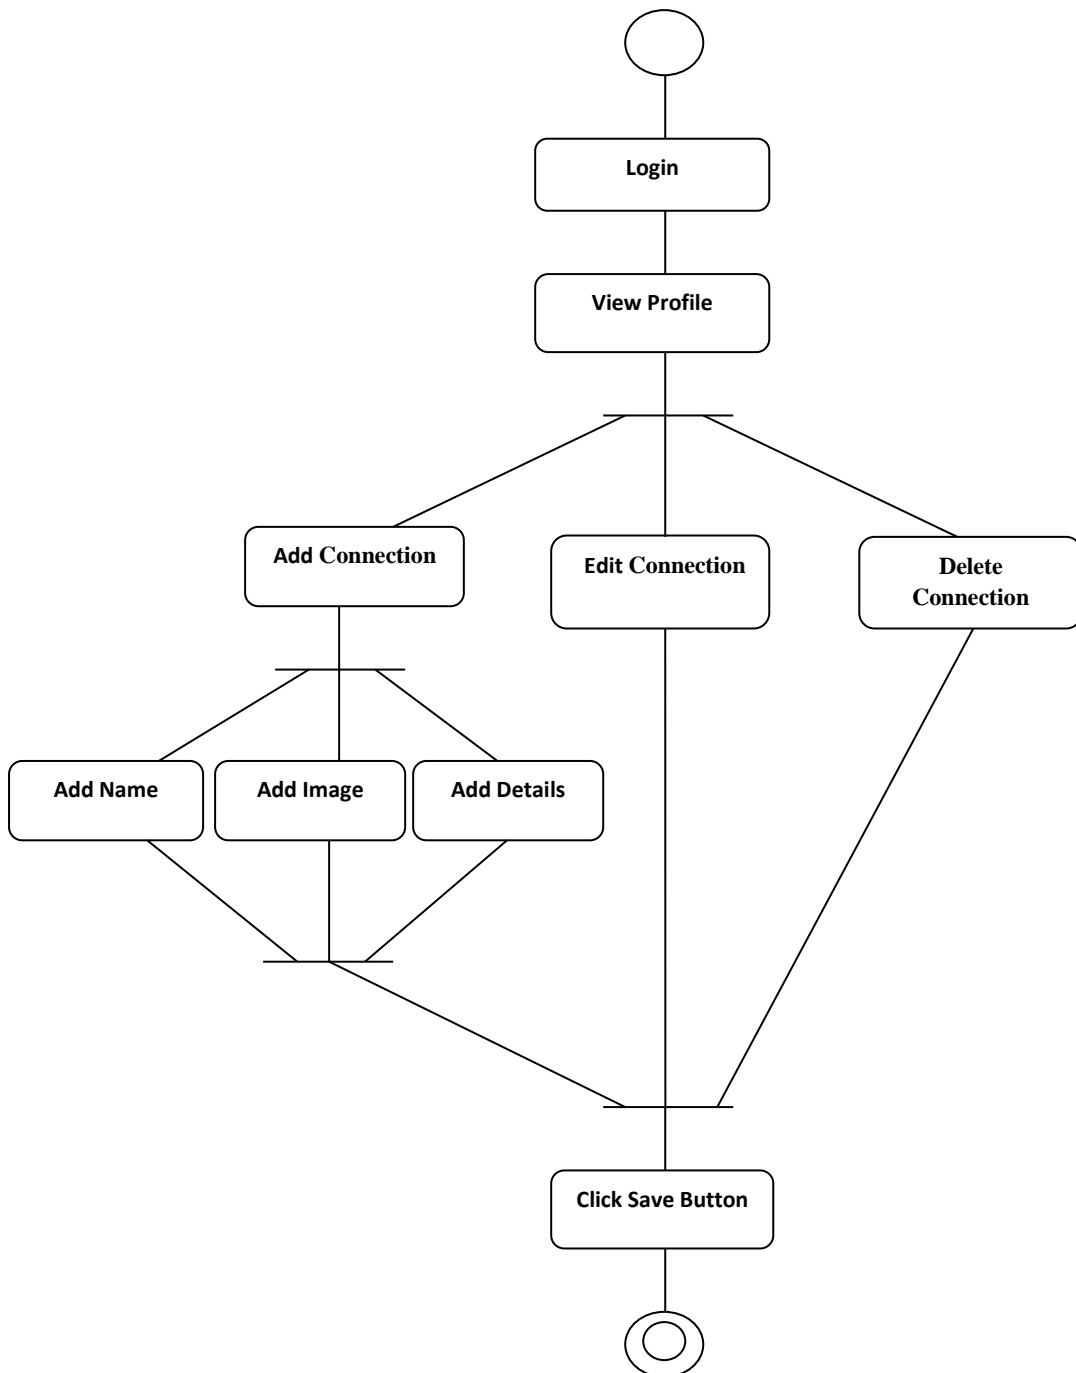 Login
View Profile
Add Connection
Edit Connection
Delete
Connection
Add Name
Add Image
Add Details
Click Save Button